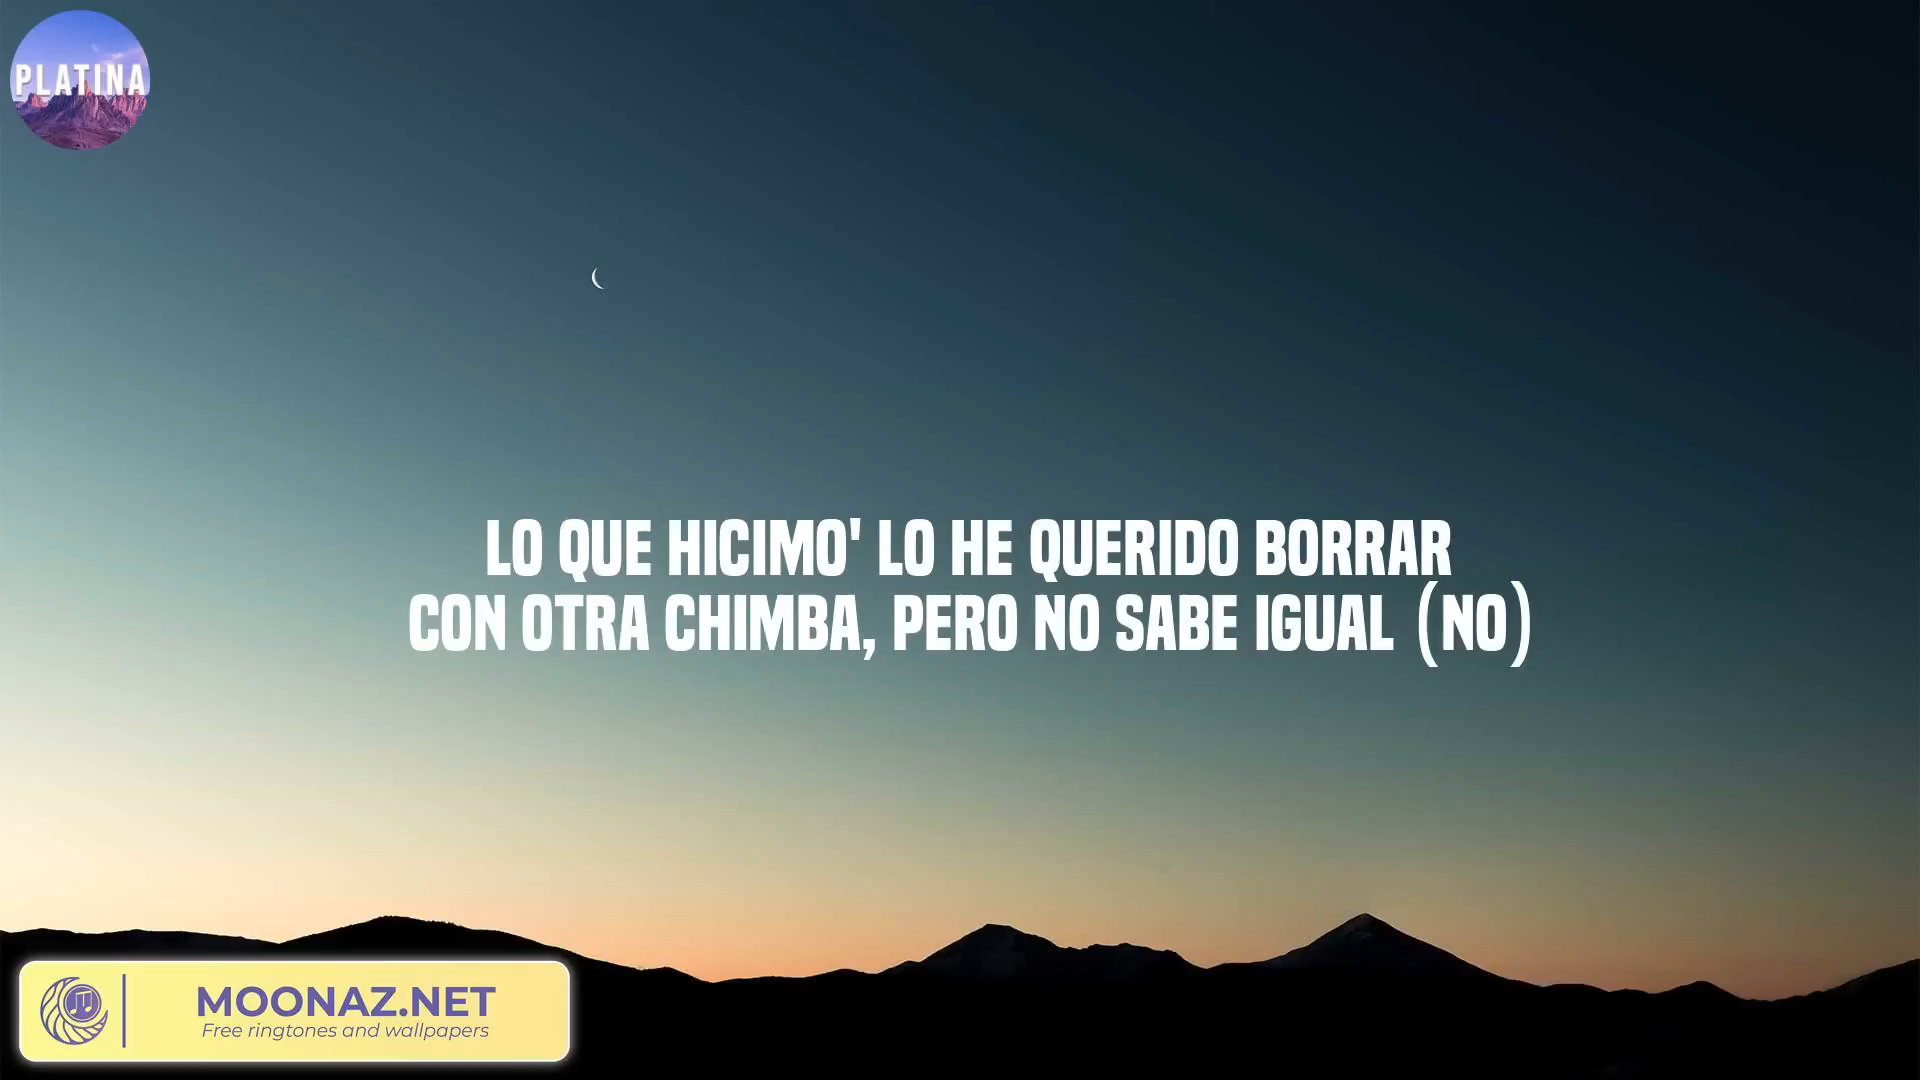 PLATINA
LO QUE HICIMO' LO HE QUERIDO BORRAR
CON OTRA CHIMBA, PERO NO SABE IGUAL (NO)
MOONAZ.NET
Free ringtones and wallpapers